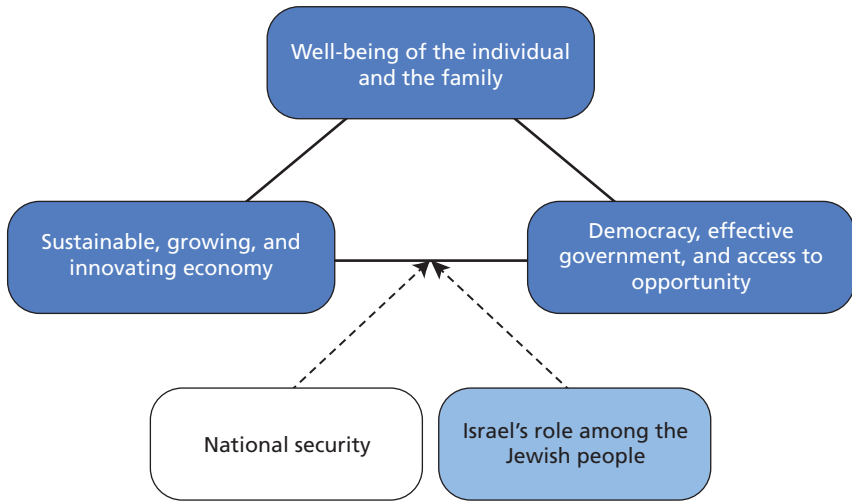 Well-being of the individual
and the family
Sustainable, growing, and
innovating economy
Democracy, effective
government, and access to
opportunity
National security
Israel’s role among the
Jewish people